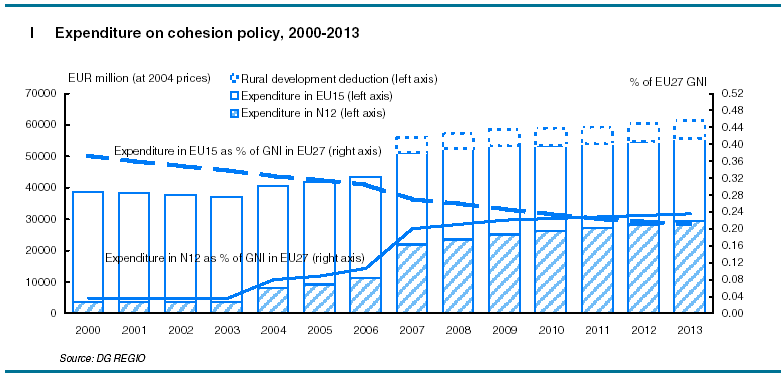 I Expenditure on cohesion policy, 2000-2013
EUR million (at 2004 prices)
Rural development deduction (left axis)
% of EU27 GNI
Expenditure in EU15 (left axis)
Expenditure in N12 (left axis)
70000
60000
50000
40000
30000
20000
10000
0
0.52
0.48
0.44
0.40
0.36
0.32
0.28
0.24
0.20
0.16
0.12
0.08
0.04
0.00
Expenditure in EU15 as % of GNI in EU27 (right axis)
Expenditure in N12 as % of GNI in EU27 (right axis)
2000 2001 2002 2003 2004 2005 2006 2007 2008 2009 2010 2011 2012 2013
Source: DG REGIO